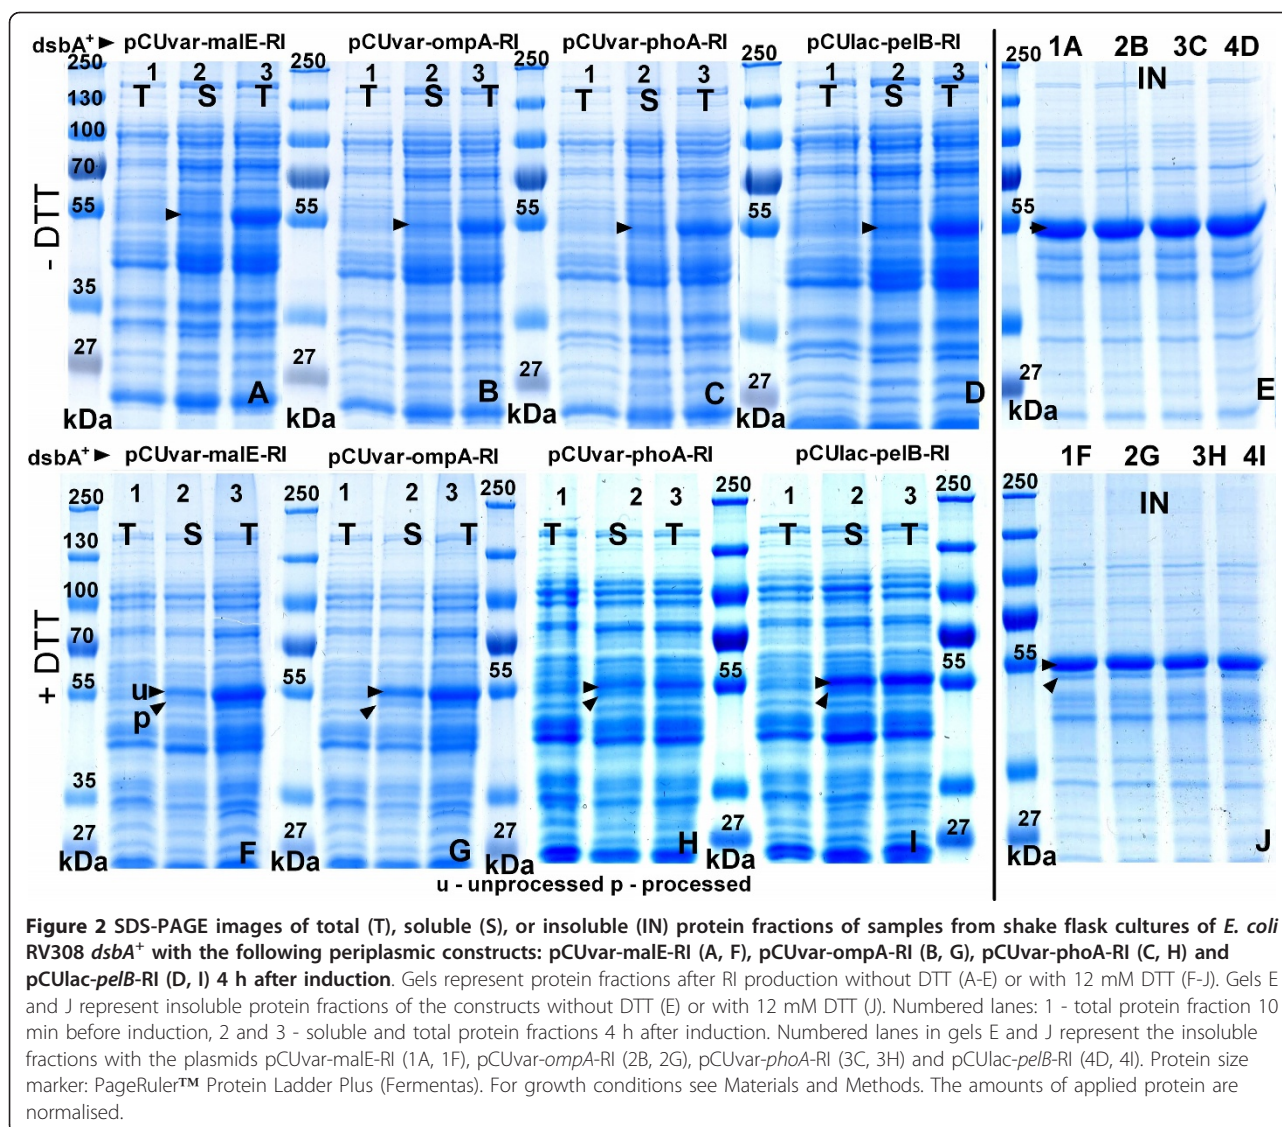 dsbA⁺ ► pCUvar-malE-RI pCUvar-ompA-RI pCUvar-phoA-RI pCUlac-pelB-RI 1A 2B 3C 4D
250 1 2 3 250 1 2 3 250 1 2 3 250 1 2 3 250 IN
T S T T S T T S T T S T
130
100
70
55 55 55 55 55
- DTT
35
27 27 27 27 27
A B C D E
kDa kDa kDa kDa kDa
dsbA⁺ ► pCUvar-malE-RI pCUvar-ompA-RI pCUvar-phoA-RI pCUlac-pelB-RI 1F 2G 3H 4I
250 1 2 3 250 1 2 3 250 1 2 3 250 1 2 3 250 250 IN
T S T T S T T S T T S T
130
100
70
55 55 55 55 55 55
+ DTT
u
p
35
27 27 27 27 27
F G H I J
kDa kDa kDa kDa kDa
u - unprocessed p - processed
Figure 2 SDS-PAGE images of total (T), soluble (S), or insoluble (IN) protein fractions of samples from shake flask cultures of E. coli
RV308 dsbA⁺ with the following periplasmic constructs: pCUvar-malE-RI (A, F), pCUvar-ompA-RI (B, G), pCUvar-phoA-RI (C, H) and
pCUlac-pelB-RI (D, I) 4 h after induction. Gels represent protein fractions after RI production without DTT (A-E) or with 12 mM DTT (F-J). Gels E
and J represent insoluble protein fractions of the constructs without DTT (E) or with 12 mM DTT (J). Numbered lanes: 1 - total protein fraction 10
min before induction, 2 and 3 - soluble and total protein fractions 4 h after induction. Numbered lanes in gels E and J represent the insoluble
fractions with the plasmids pCUvar-malE-RI (1A, 1F), pCUvar-ompA-RI (2B, 2G), pCUvar-phoA-RI (3C, 3H) and pCUlac-pelB-RI (4D, 4I). Protein size
marker: PageRuler™ Protein Ladder Plus (Fermentas). For growth conditions see Materials and Methods. The amounts of applied protein are
normalised.